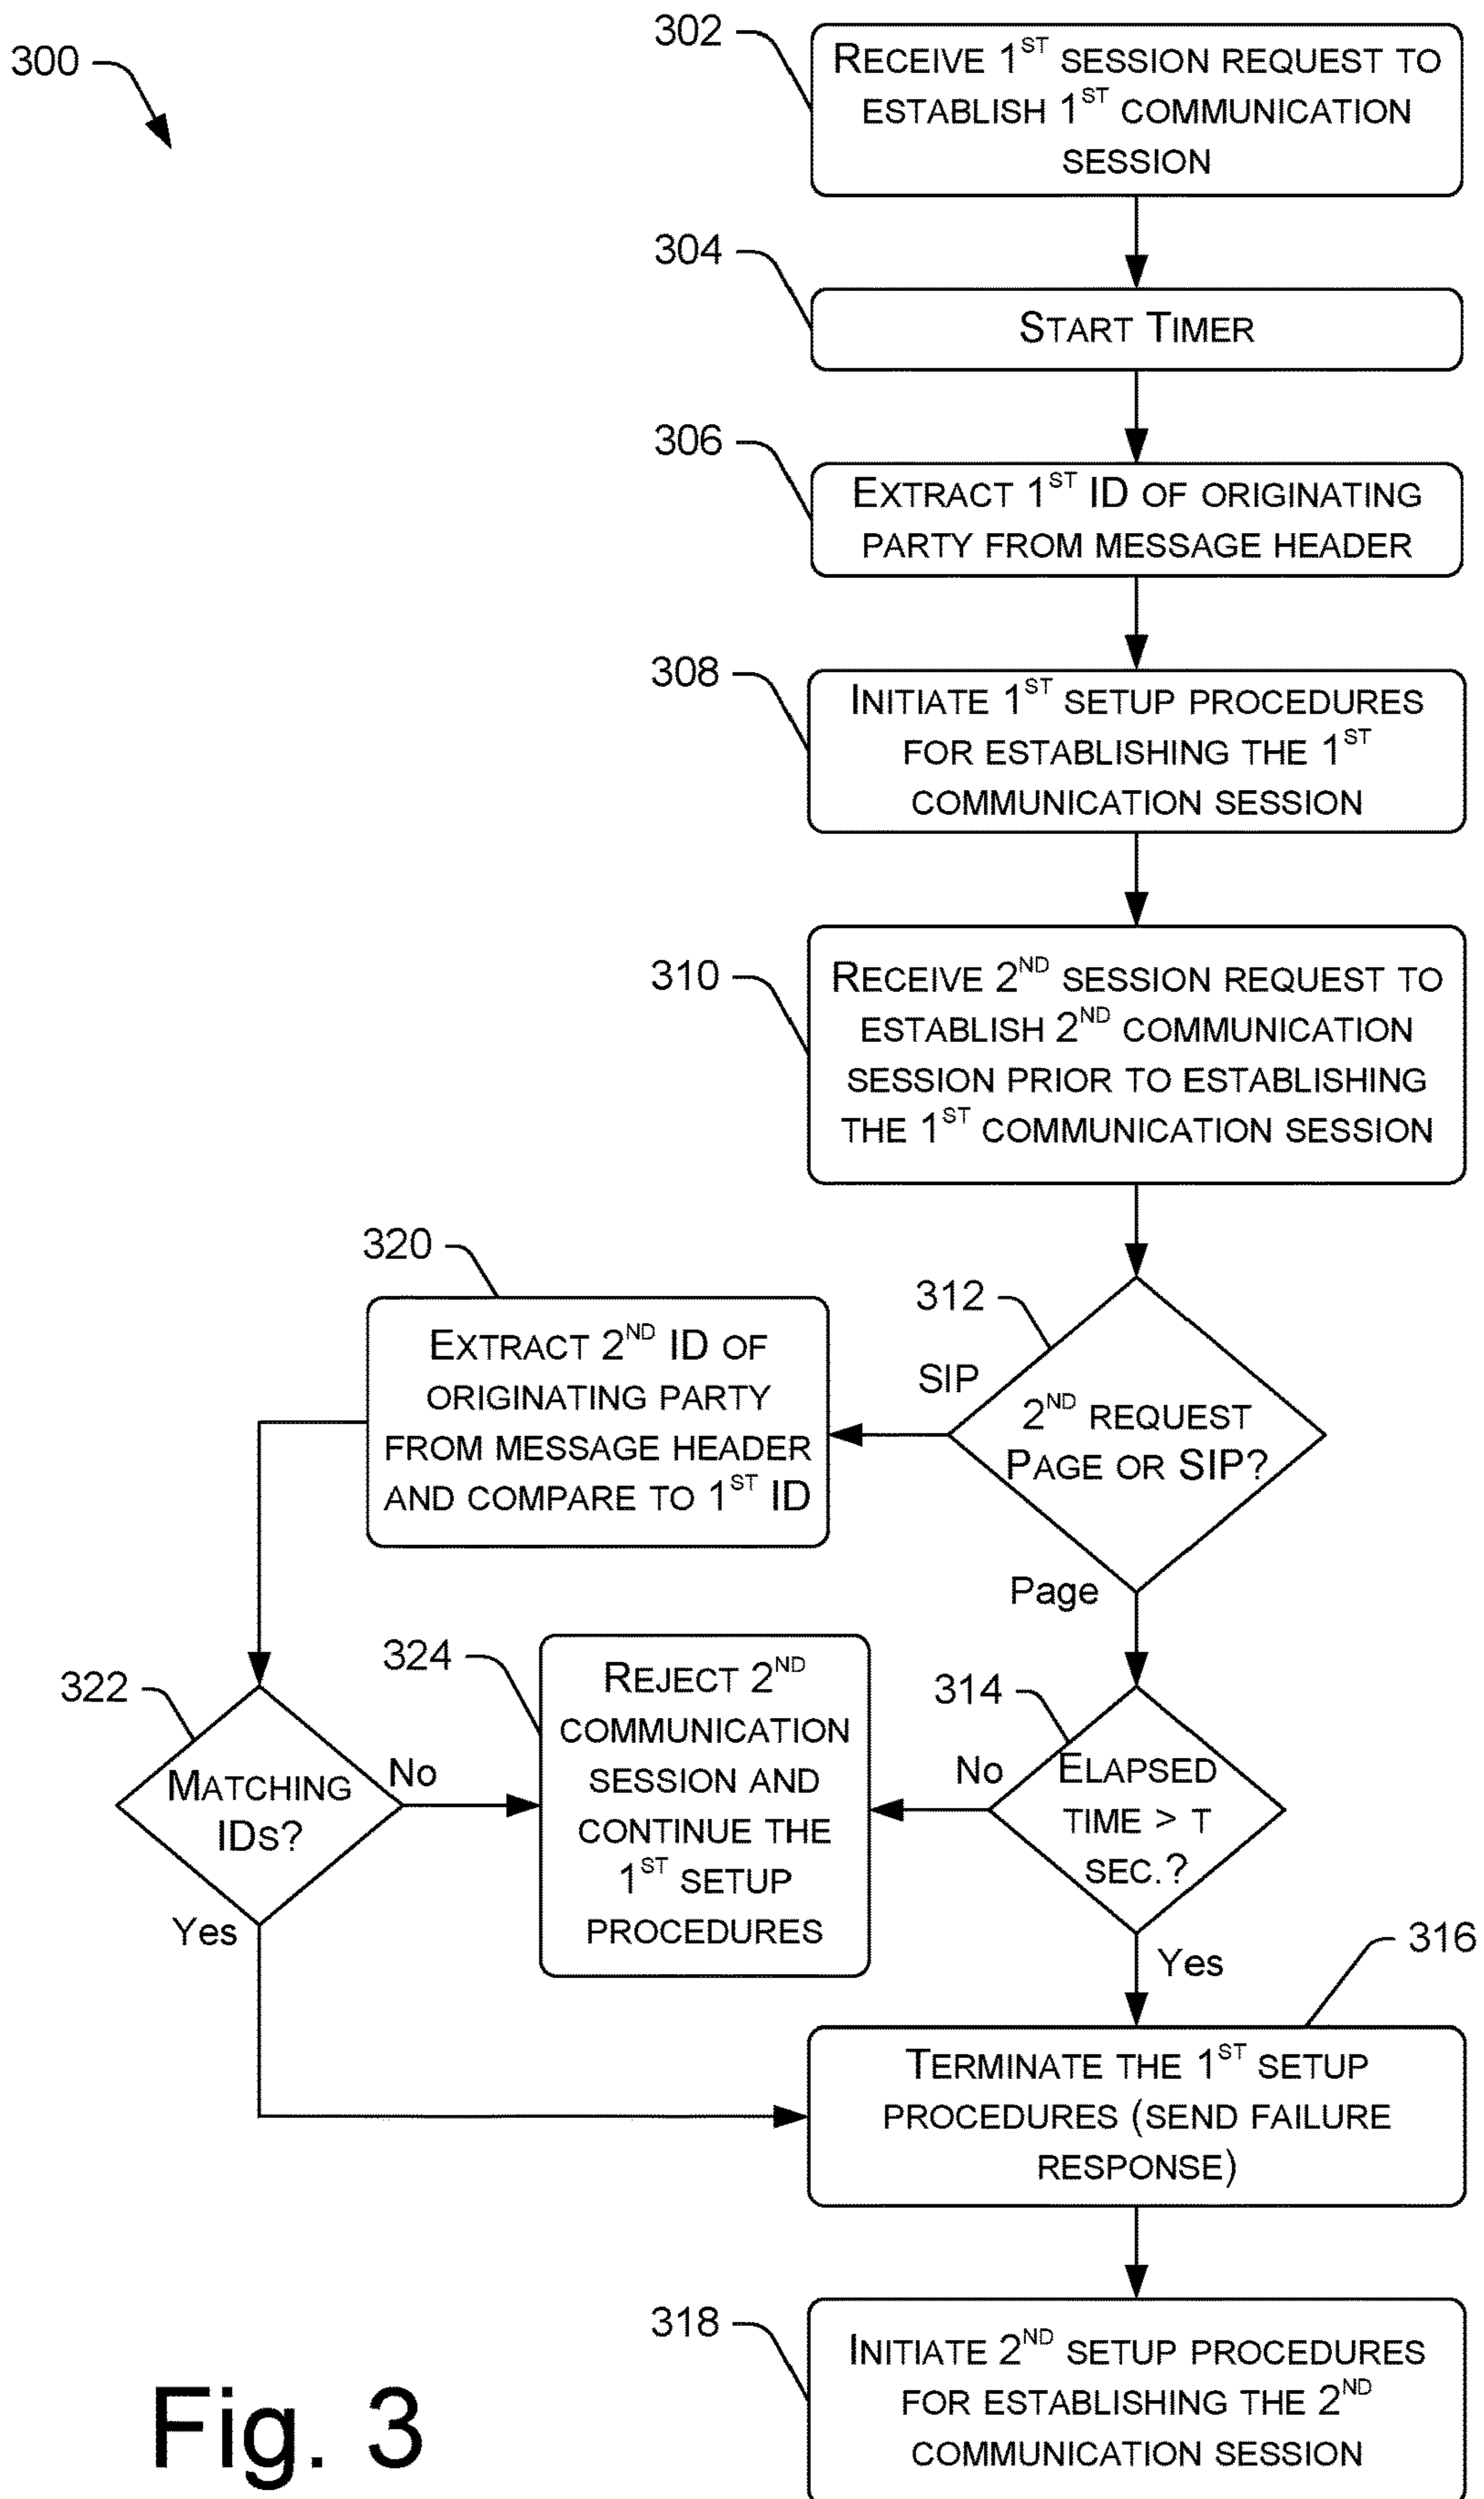 300
302
RECEIVE 1ST SESSION REQUEST TO
ESTABLISH 1ST COMMUNICATION
SESSION
304
START TIMER
306
EXTRACT 1ST ID OF ORIGINATING
PARTY FROM MESSAGE HEADER
308
INITIATE 1ST SETUP PROCEDURES
FOR ESTABLISHING THE 1ST
COMMUNICATION SESSION
310
RECEIVE 2ND SESSION REQUEST TO
ESTABLISH 2ND COMMUNICATION
SESSION PRIOR TO ESTABLISHING
THE 1ST COMMUNICATION SESSION
312
2ND REQUEST
PAGE OR SIP?
SIP
Page
320
EXTRACT 2ND ID OF
ORIGINATING PARTY
FROM MESSAGE HEADER
AND COMPARE TO 1ST ID
322
MATCHING
IDS?
No
Yes
324
REJECT 2ND
COMMUNICATION
SESSION AND
CONTINUE THE
1ST SETUP
PROCEDURES
314
ELAPSED
TIME > T
SEC.?
No
Yes
316
TERMINATE THE 1ST SETUP
PROCEDURES (SEND FAILURE
RESPONSE)
318
INITIATE 2ND SETUP PROCEDURES
FOR ESTABLISHING THE 2ND
COMMUNICATION SESSION
Fig. 3